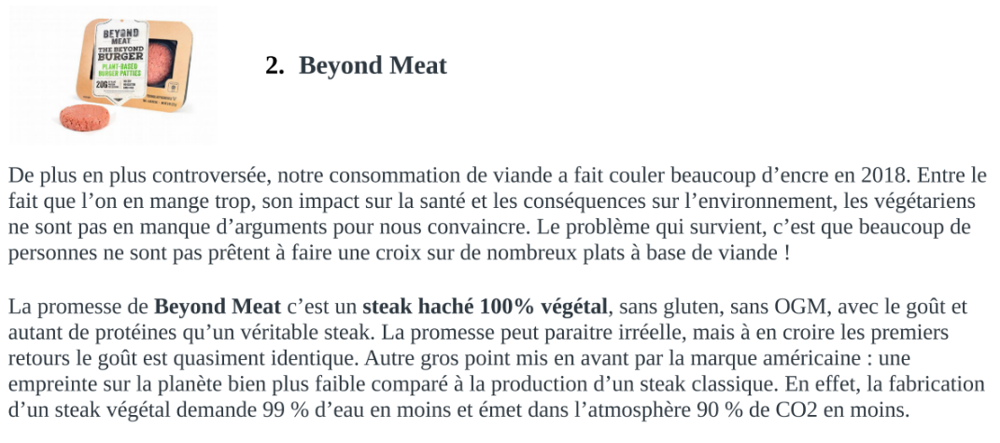 BEYOND
MEAT
THE BEYOND
BURGER
PLANT-BASED
BURGER PATTIES
20G
2. Beyond Meat
De plus en plus controversée, notre consommation de viande a fait couler beaucoup d’encre en 2018. Entre le
fait que l’on en mange trop, son impact sur la santé et les conséquences sur l’environnement, les végétariens
ne sont pas en manque d’arguments pour nous convaincre. Le problème qui survient, c’est que beaucoup de
personnes ne sont pas prêtent à faire une croix sur de nombreux plats à base de viande !
La promesse de Beyond Meat c’est un steak haché 100% végétal, sans gluten, sans OGM, avec le goût et
autant de protéines qu’un véritable steak. La promesse peut paraitre irréelle, mais à en croire les premiers
retours le goût est quasiment identique. Autre gros point mis en avant par la marque américaine : une
empreinte sur la planète bien plus faible comparé à la production d’un steak classique. En effet, la fabrication
d’un steak végétal demande 99 % d’eau en moins et émet dans l’atmosphère 90 % de CO2 en moins.